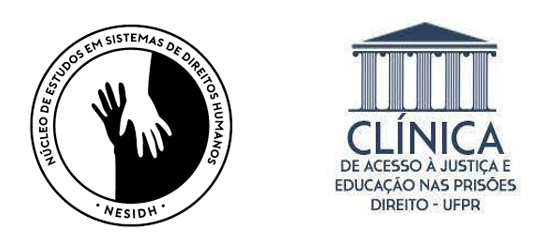 NÚCLEO DE ESTUDOS EM SISTEMAS DE DIREITOS HUMANOS
• NESIDH •
CLÍNICA
DE ACESSO À JUSTIÇA E
EDUCAÇÃO NAS PRISÕES
DIREITO - UFPR